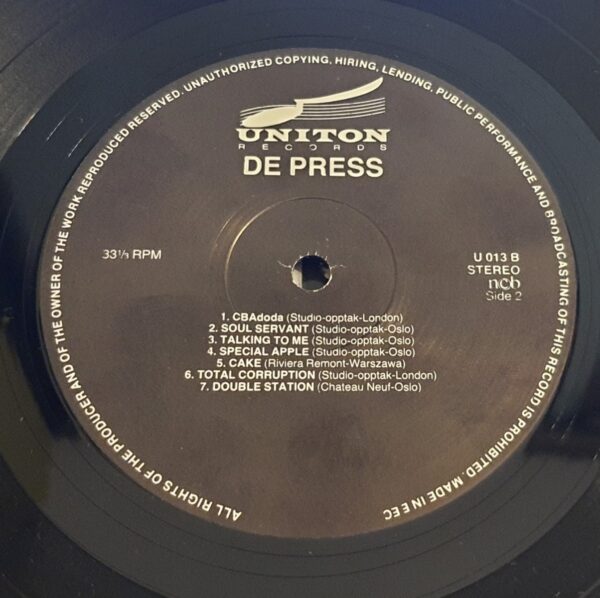 ALL RIGHTS OF THE PRODUCER AND OF THE OWNER OF THE WORK REPRODUCED RESERVED. UNAUTHORIZED COPYING, HIRING, LENDING, PUBLIC PERFORMANCE AND BROADCASTING OF THIS RECORD IS PROHIBITED. MADE IN EEC
UNITON
RECORDS
DE PRESS
33⅓ RPM
U 013 B
STEREO
ncb
Side 2
1. CBAdoda (Studio-opptak-London)
2. SOUL SERVANT (Studio-opptak-Oslo)
3. TALKING TO ME (Studio-opptak-Oslo)
4. SPECIAL APPLE (Studio-opptak-Oslo)
5. CAKE (Riviera Remont-Warszawa)
6. TOTAL CORRUPTION (Studio-opptak-London)
7. DOUBLE STATION (Chateau Neuf-Oslo)